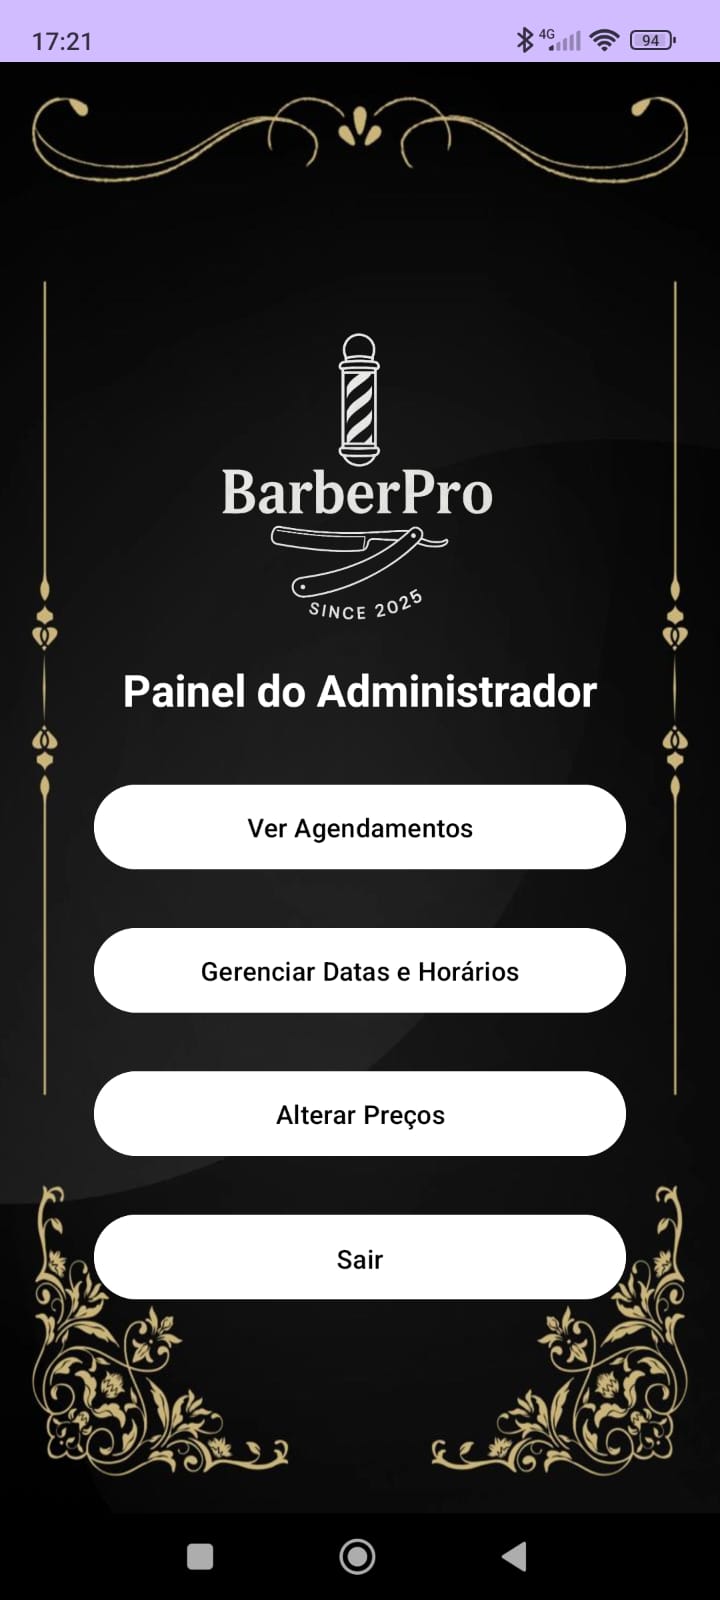 17:21
4G
94
BarberPro
SINCE 2025
Painel do Administrador
Ver Agendamentos
Gerenciar Datas e Horários
Alterar Preços
Sair